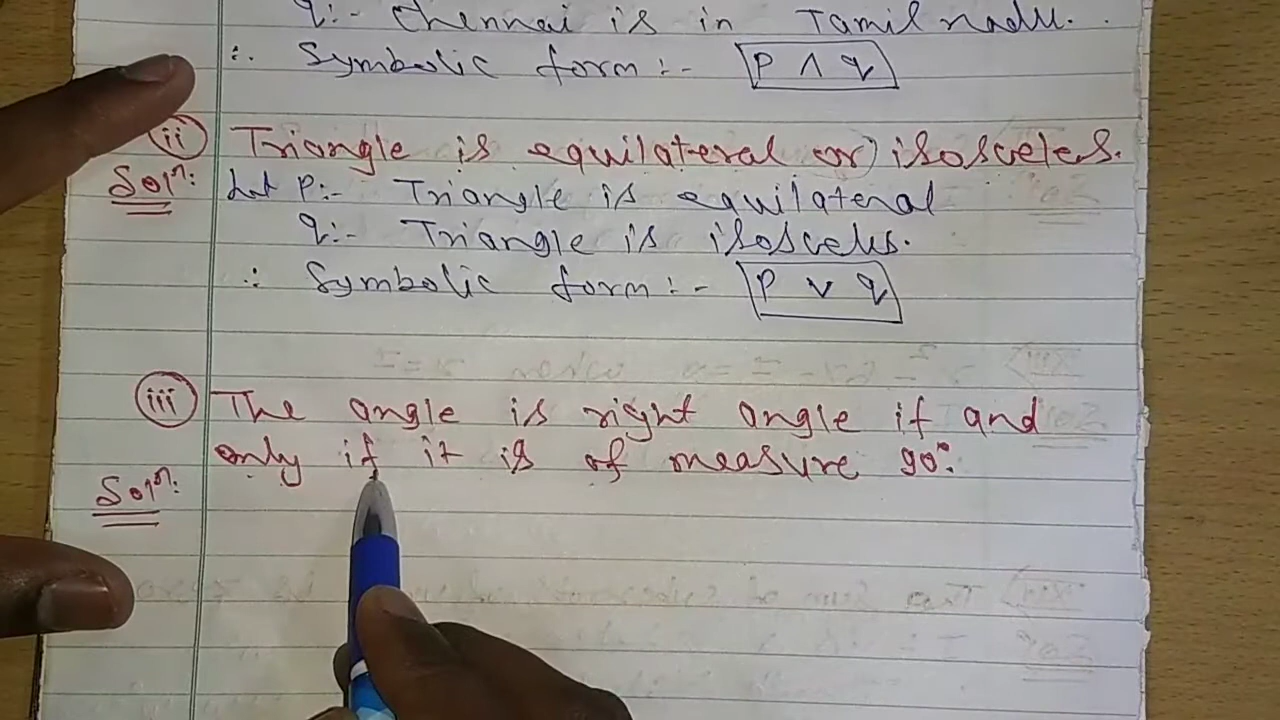 q:- Chennai is in Tamil nadu.
∴ Symbolic form:- P ∧ q
(ii) Triangle is equilateral (or) isosceles.
Solⁿ: Let P:- Triangle is equilateral
q:- Triangle is isosceles.
∴ Symbolic form:- P ∨ q
(iii) The angle is right angle if and
only if it is of measure 90°.
Solⁿ: